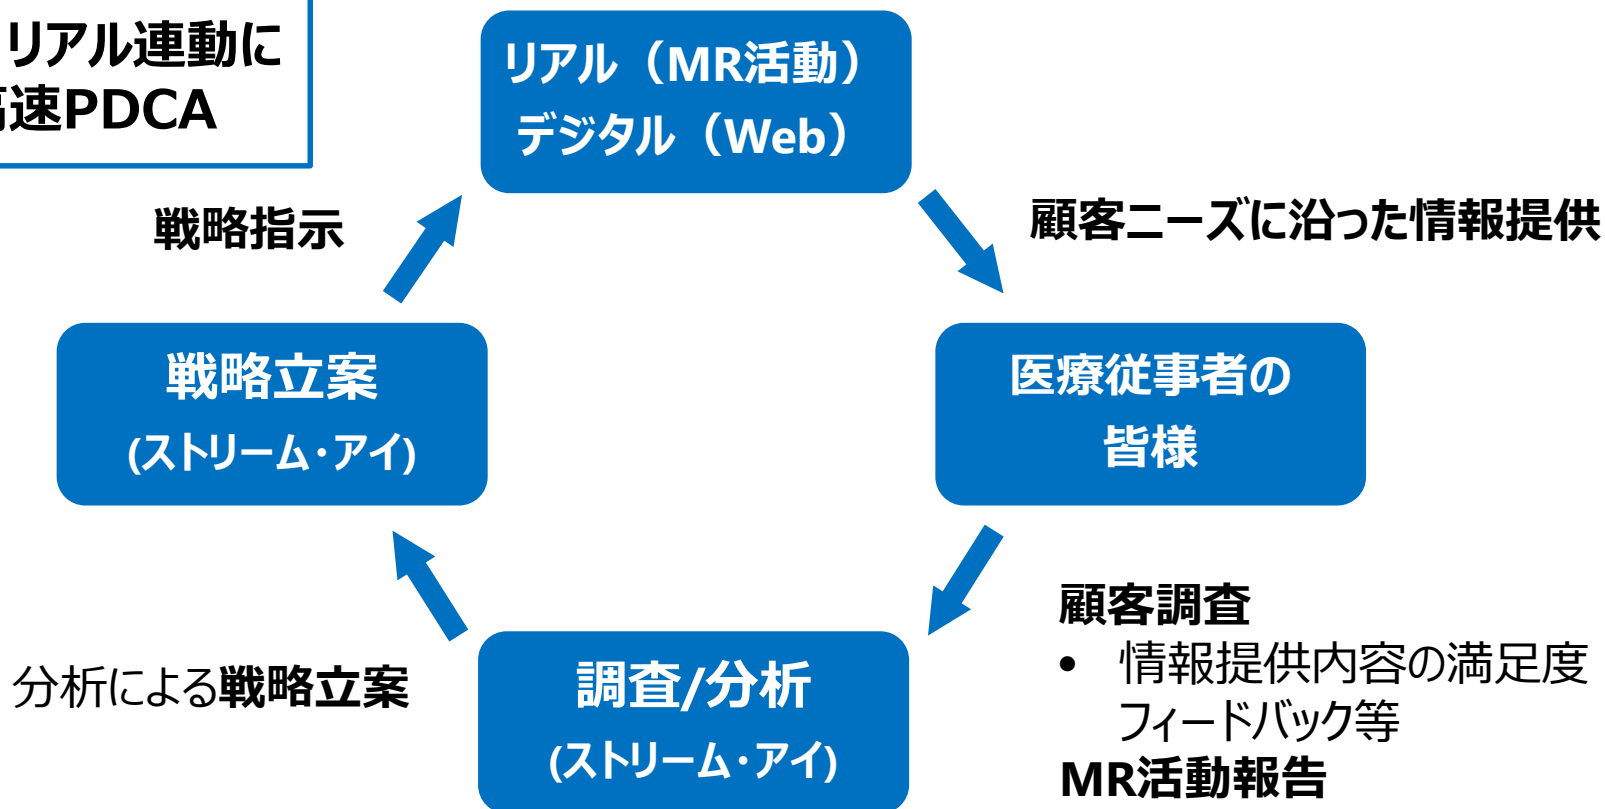 リアル連動に
高速PDCA
リアル（MR活動）
デジタル（Web）
戦略指示
顧客ニーズに沿った情報提供
戦略立案
(ストリーム・アイ)
医療従事者の
皆様
分析による戦略立案
調査/分析
(ストリーム・アイ)
顧客調査
• 情報提供内容の満足度
フィードバック等
MR活動報告